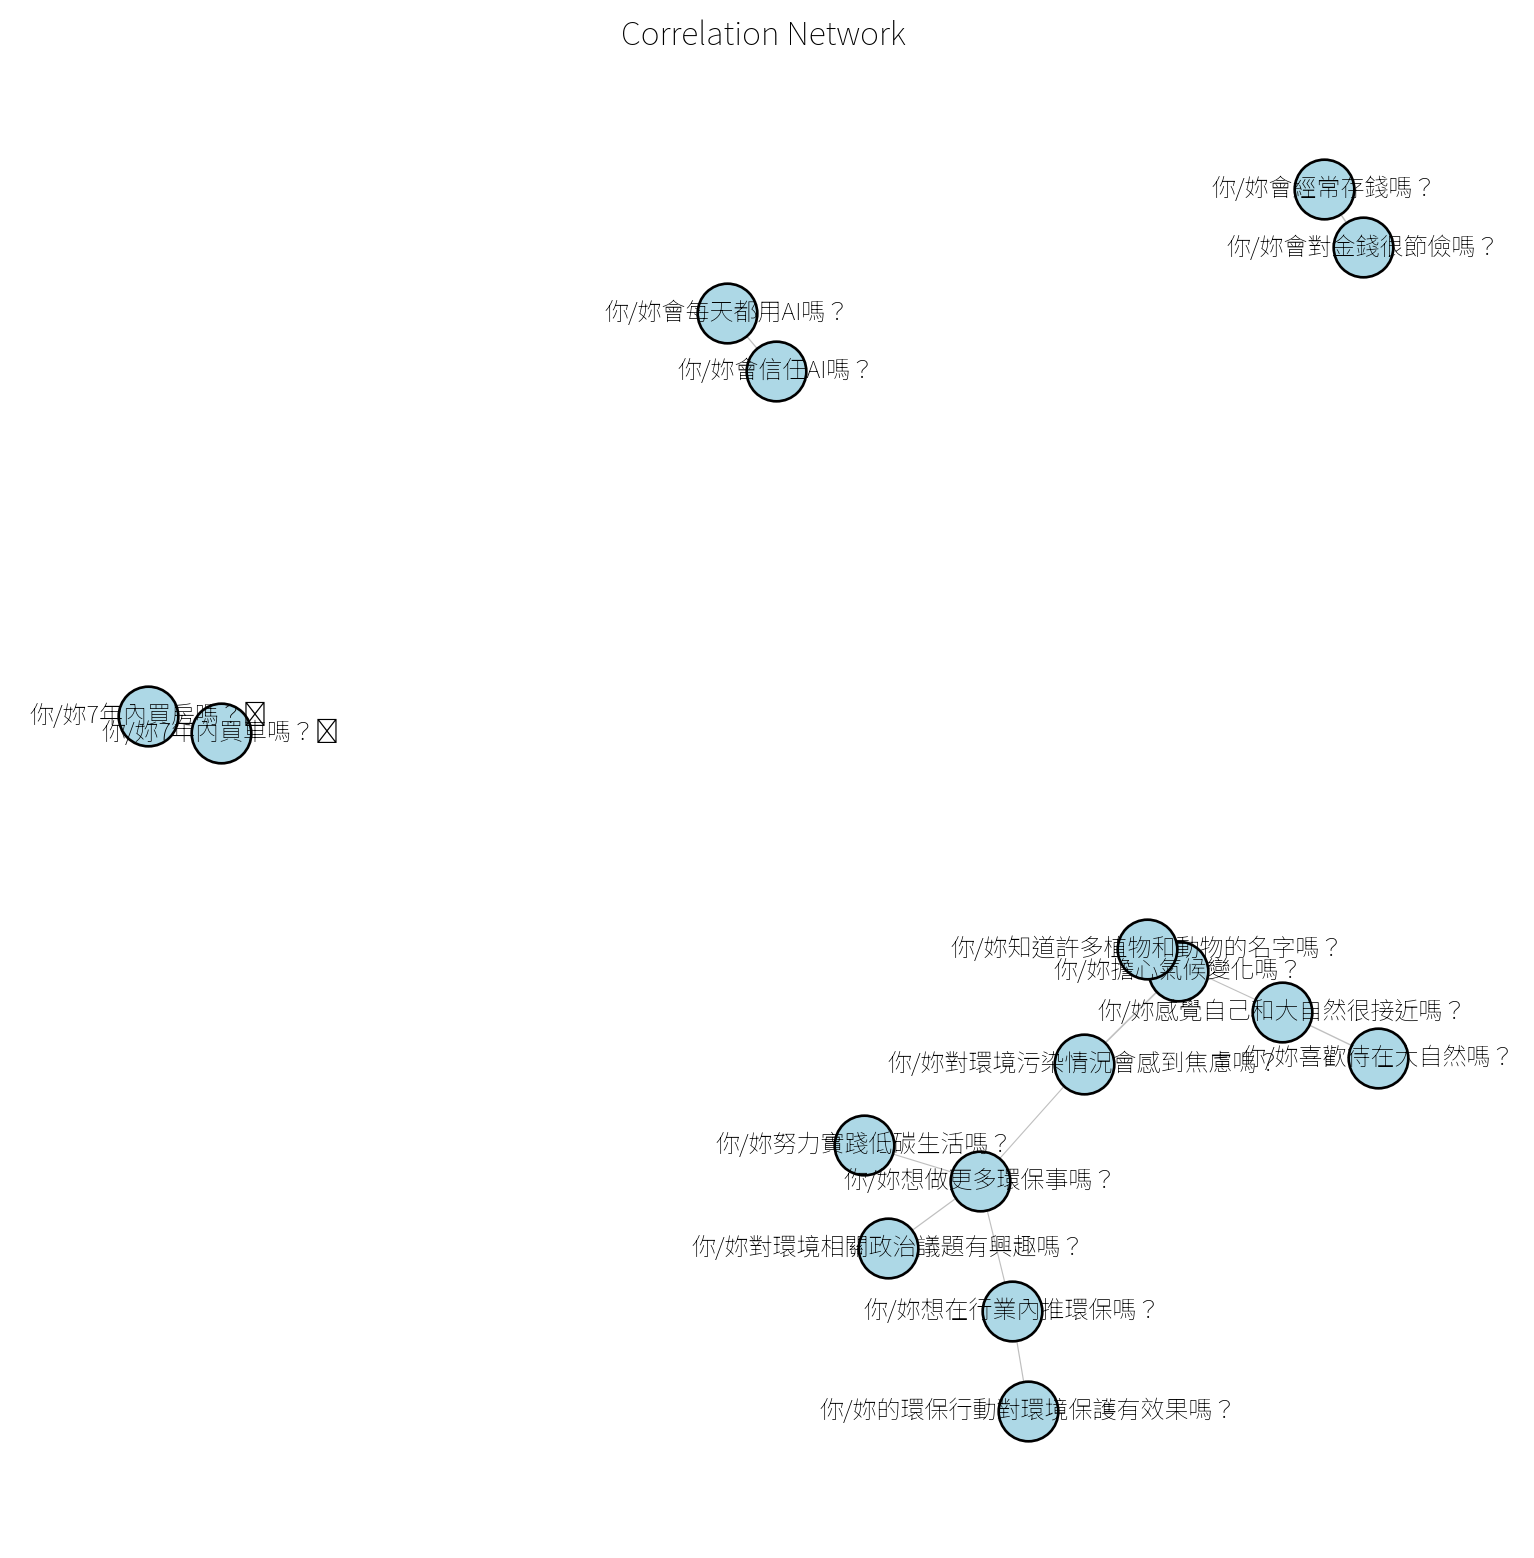 Correlation Network
你/妳會經常存錢嗎？
你/妳會對金錢很節儉嗎？
你/妳會每天都用AI嗎？
你/妳會信任AI嗎？
你/妳7年內買房嗎？
你/妳7年內買車嗎？
你/妳知道許多植物和動物的名字嗎？
你/妳擔心氣候變化嗎？
你/妳感覺自己和大自然很接近嗎？
你/妳喜歡待在大自然嗎？
你/妳對環境污染情況會感到焦慮嗎？
你/妳努力實踐低碳生活嗎？
你/妳想做更多環保事嗎？
你/妳對環境相關政治議題有興趣嗎？
你/妳想在行業內推環保嗎？
你/妳的環保行動對環境保護有效果嗎？